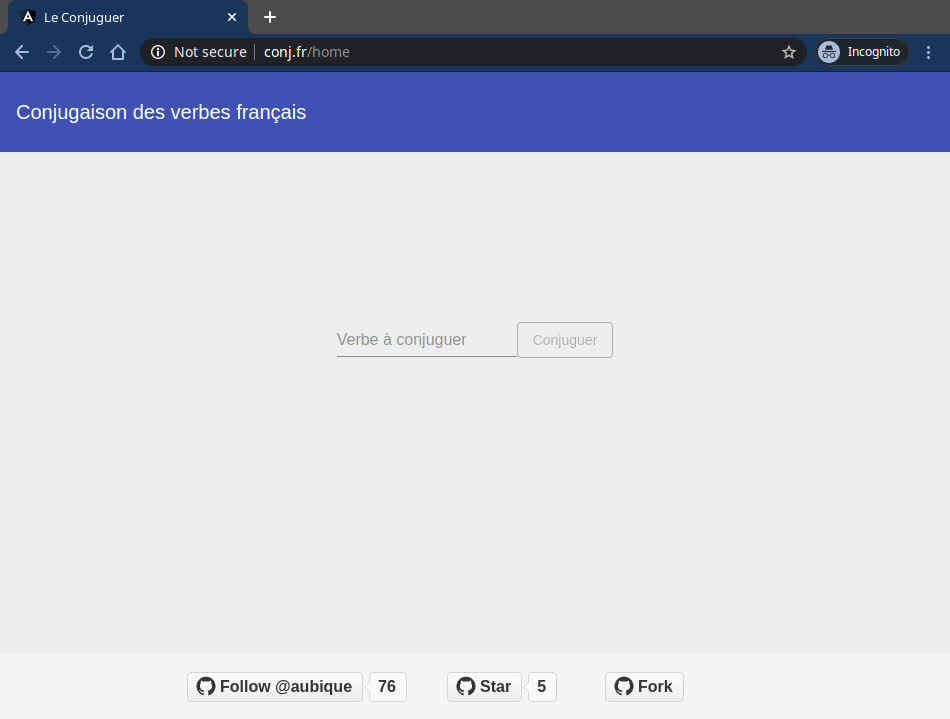 Le Conjuguer
Not secure conj.fr/home Incognito
Conjugaison des verbes français
Verbe à conjuguer Conjuguer
Follow @aubique 76 Star 5 Fork